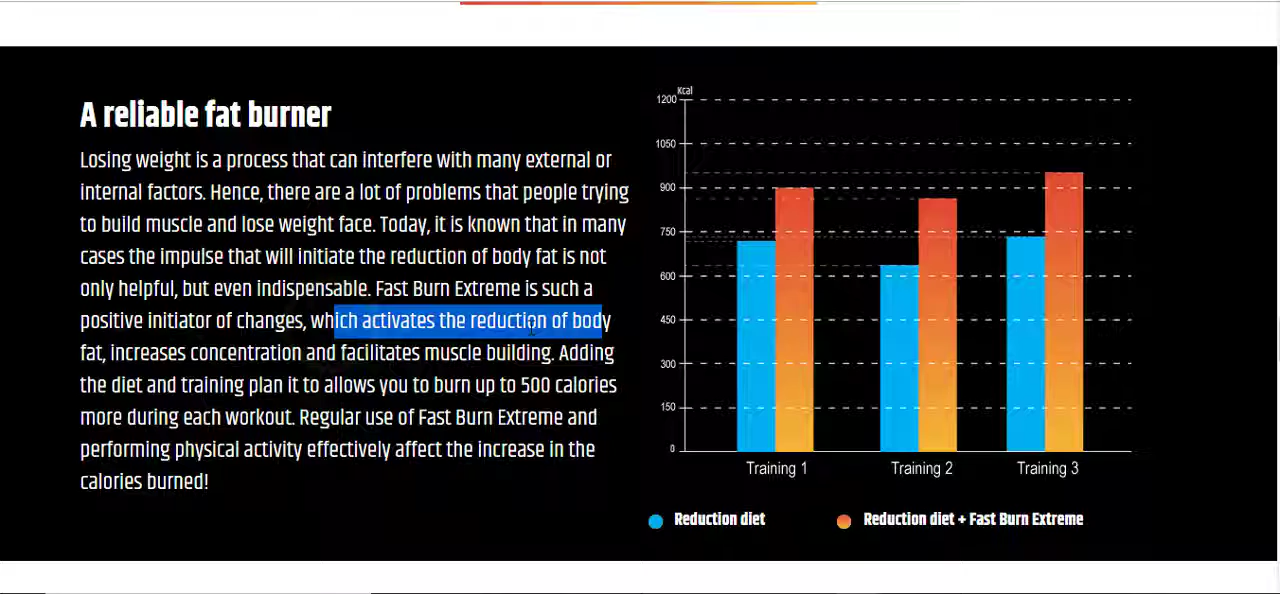 A reliable fat burner
Losing weight is a process that can interfere with many external or
internal factors. Hence, there are a lot of problems that people trying
to build muscle and lose weight face. Today, it is known that in many
cases the impulse that will initiate the reduction of body fat is not
only helpful, but even indispensable. Fast Burn Extreme is such a
positive initiator of changes, which activates the reduction of body
fat, increases concentration and facilitates muscle building. Adding
the diet and training plan it to allows you to burn up to 500 calories
more during each workout. Regular use of Fast Burn Extreme and
performing physical activity effectively affect the increase in the
calories burned!
Kcal
1200
1050
900
750
600
450
300
150
0
Training 1 Training 2 Training 3
Reduction diet Reduction diet + Fast Burn Extreme